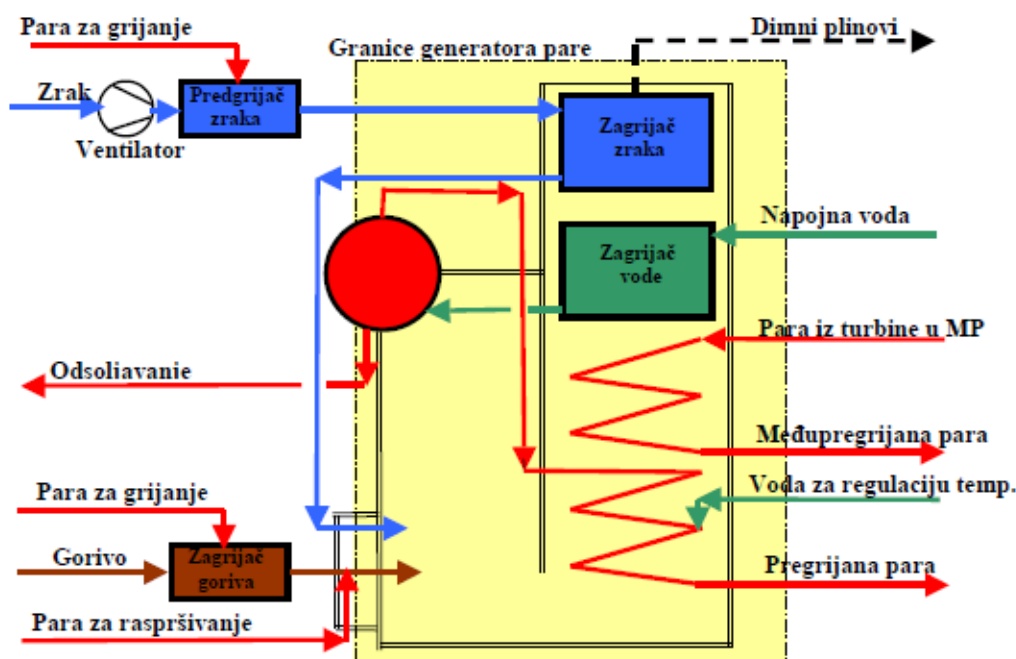 Para za grijanje
Granice generatora pare
Dimni plinovi
Zrak
Predgrijač
zraka
Ventilator
Zagrijač
zraka
Napojna voda
Zagrijač
vode
Para iz turbine u MP
Odsoliavanje
Međupregrijana para
Para za grijanje
Voda za regulaciju temp.
Gorivo
Zagrijač
goriva
Pregrijana para
Para za raspršivanje